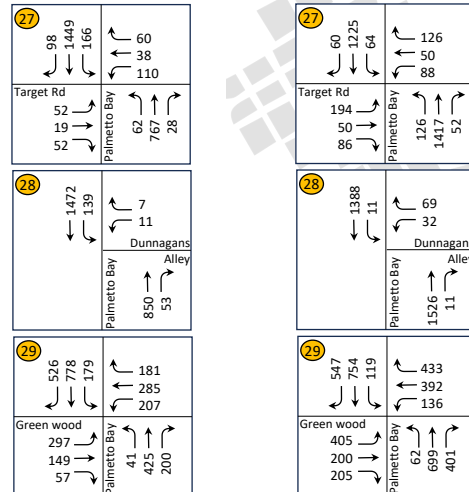 27
98 1449 166
60
38
110
Target Rd
52
19
52
Palmetto Bay
62 767 28
27
60 1225 64
126
50
88
Target Rd
194
50
86
Palmetto Bay
126 1417 52
28
1472 139
7
11
Dunnagans
Alley
Palmetto Bay
850 53
28
1388 11
69
32
Dunnagans
Alley
Palmetto Bay
1526 11
29
526 778 179
181
285
207
Green wood
297
149
57
Palmetto Bay
41 425 200
29
547 754 119
433
392
136
Green wood
405
200
205
Palmetto Bay
62 699 401